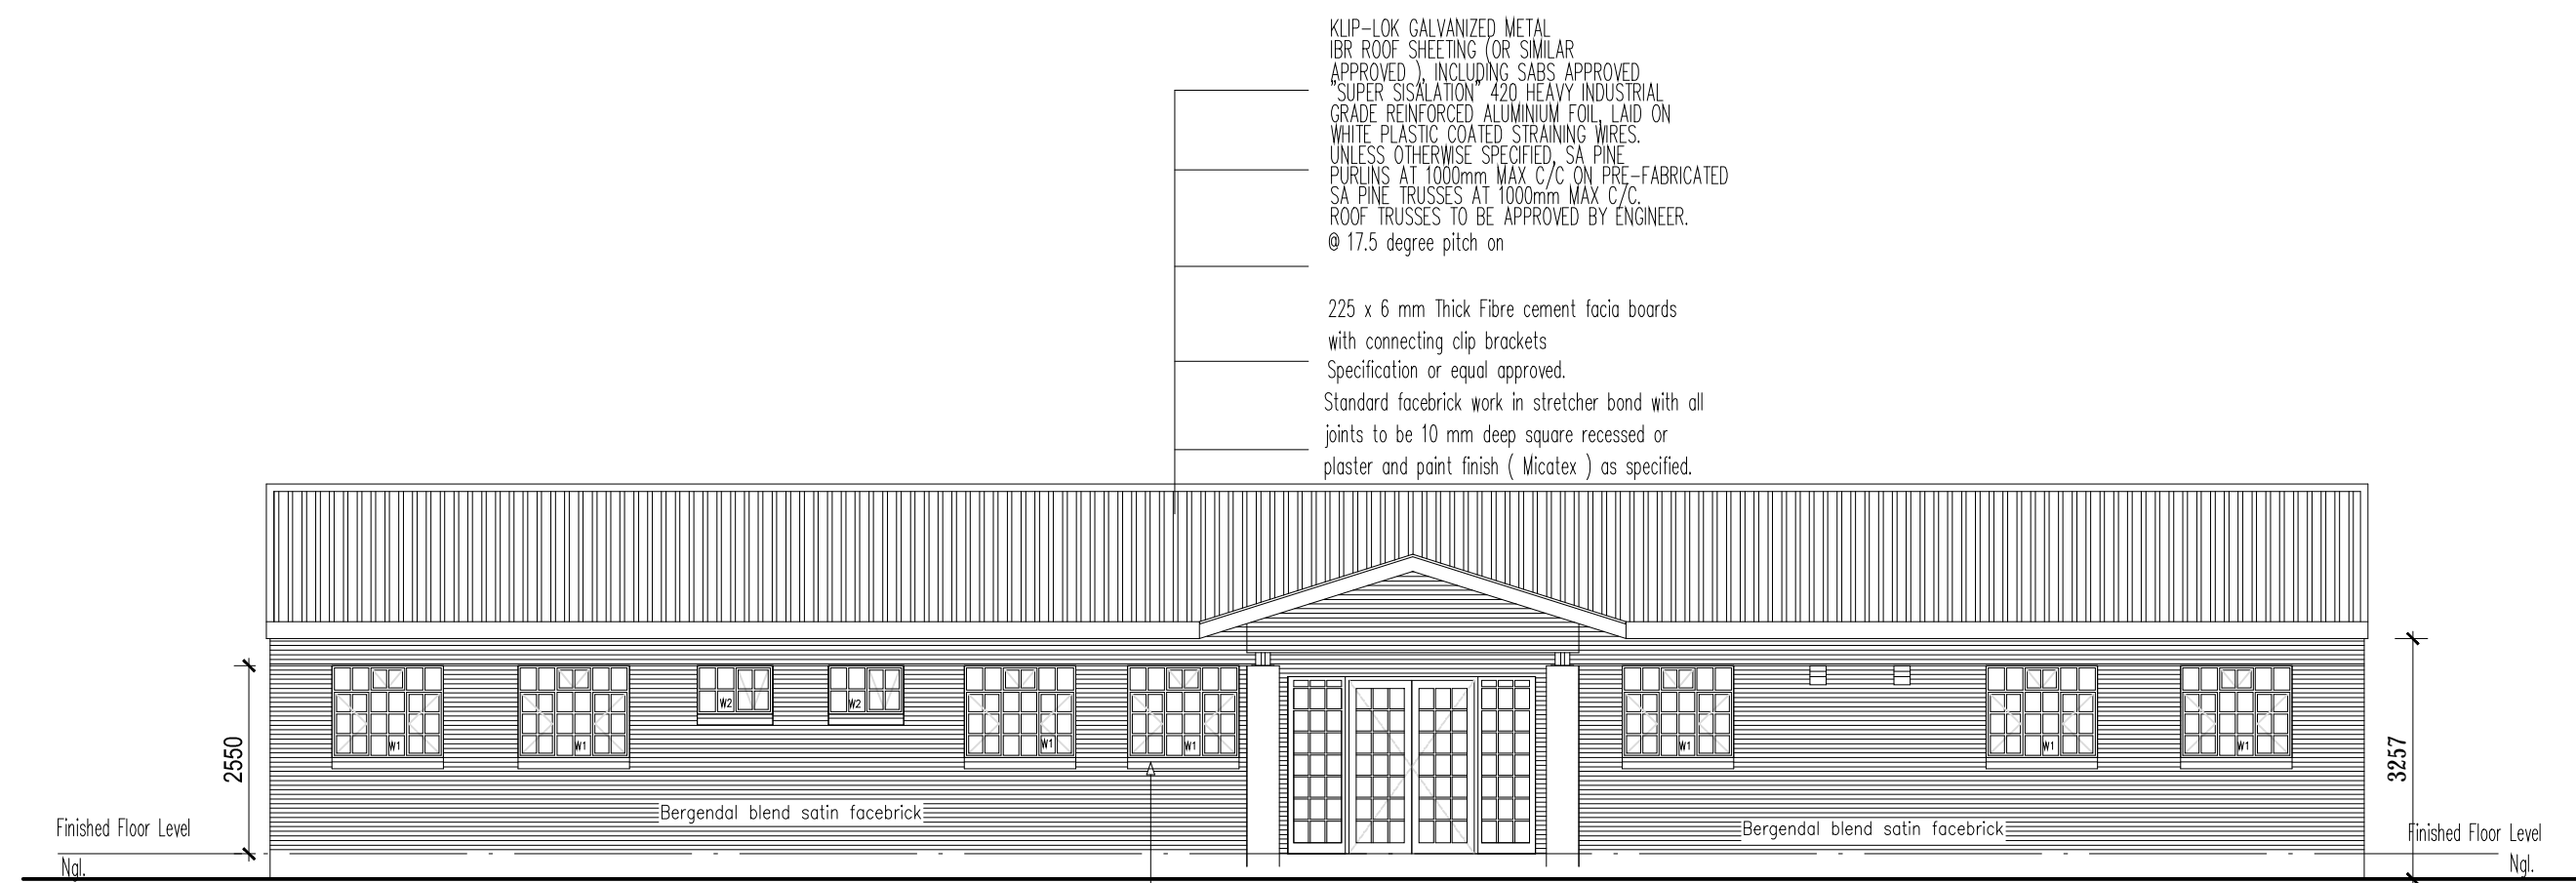 KLIP-LOK GALVANIZED METAL
IBR ROOF SHEETING (OR SIMILAR
APPROVED ), INCLUDING SABS APPROVED
"SUPER SISALATION" 420 HEAVY INDUSTRIAL
GRADE REINFORCED ALUMINIUM FOIL, LAID ON
WHITE PLASTIC COATED STRAINING WIRES.
UNLESS OTHERWISE SPECIFIED, SA PINE
PURLINS AT 1000mm MAX C/C ON PRE-FABRICATED
SA PINE TRUSSES AT 1000mm MAX C/C.
ROOF TRUSSES TO BE APPROVED BY ENGINEER.
@ 17.5 degree pitch on
225 x 6 mm Thick Fibre cement facia boards
with connecting clip brackets
Specification or equal approved.
Standard facebrick work in stretcher bond with all
joints to be 10 mm deep square recessed or
plaster and paint finish ( Micatex ) as specified.
W2
W2
W1
W1
W1
W1
W1
W1
W1
2550
3257
Bergendal blend satin facebrick
Bergendal blend satin facebrick
Finished Floor Level
Finished Floor Level
Ngl.
Ngl.